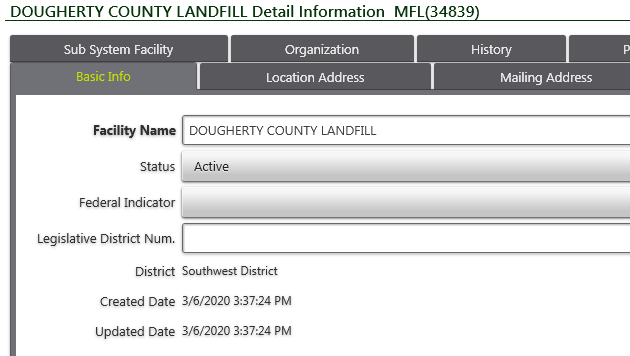 DOUGHERTY COUNTY LANDFILL Detail Information MFL(34839)
Sub System Facility Organization History P
Basic Info Location Address Mailing Address
Facility Name DOUGHERTY COUNTY LANDFILL
Status Active
Federal Indicator
Legislative District Num.
District Southwest District
Created Date 3/6/2020 3:37:24 PM
Updated Date 3/6/2020 3:37:24 PM